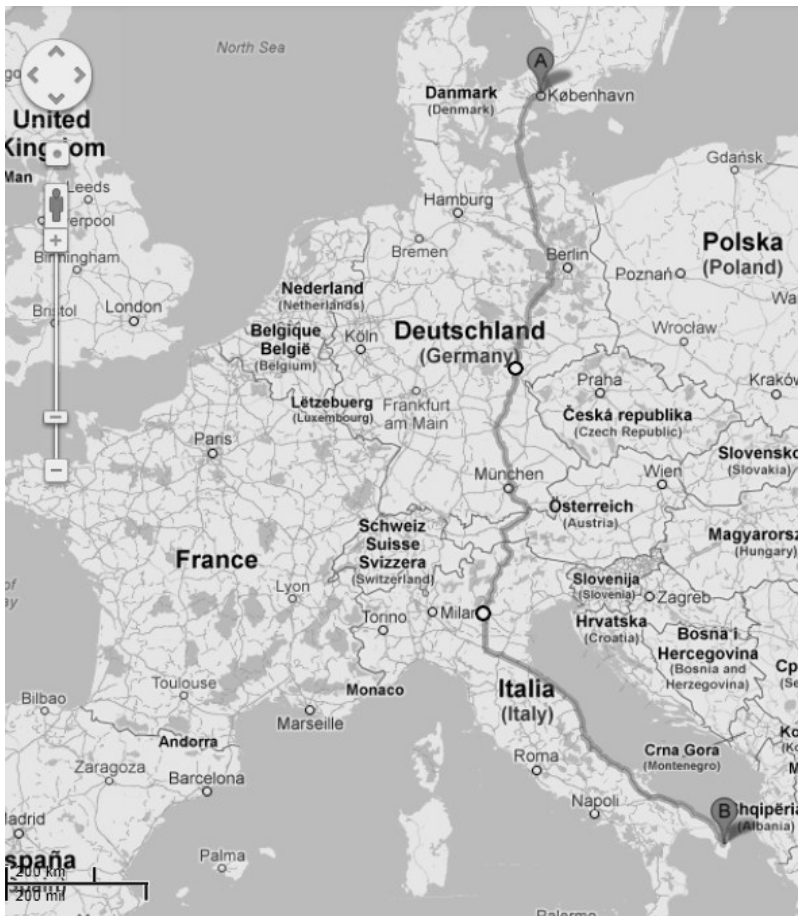 North Sea
A
København
Danmark
(Denmark)
United
Kingdom
Man
Leeds
Gdańsk
Hamburg
Bremen
Berlin
Polska
(Poland)
Poznań
Birmingham
Nederland
(Netherlands)
London
Bristol
Deutschland
(Germany)
Belgique
België
(Belgium)
Köln
Wrocław
Praha
Kraków
Lëtzebuerg
(Luxembourg)
Frankfurt
am Main
Česká republika
(Czech Republic)
Paris
Slovensko
(Slovakia)
München
Wien
Österreich
(Austria)
Schweiz
Suisse
Svizzera
(Switzerland)
Magyarorsz
(Hungary)
France
Slovenija
(Slovenia)
Lyon
Zagreb
Torino
Milan
Hrvatska
(Croatia)
Bosna i
Hercegovina
(Bosnia and
Herzegovina)
Italia
(Italy)
Monaco
Toulouse
Bilbao
Marseille
Andorra
Crna Gora
(Montenegro)
Roma
Zaragoza
Barcelona
B
Shqipëria
(Albania)
Napoli
adrid
Palma
spaña
200 km
200 mil
Palermo